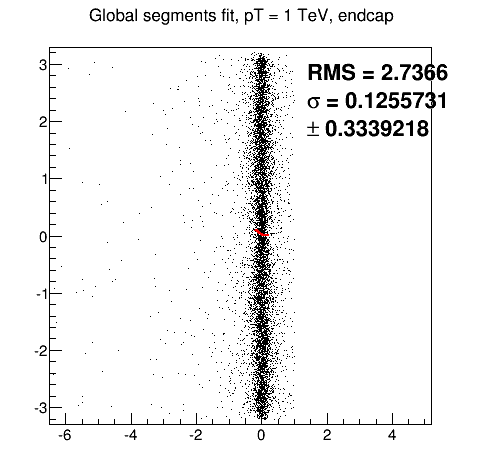 Global segments fit, pT = 1 TeV, endcap
RMS = 2.7366
σ = 0.1255731
± 0.3339218
3
2
1
0
-1
-2
-3
-6 -4 -2 0 2 4